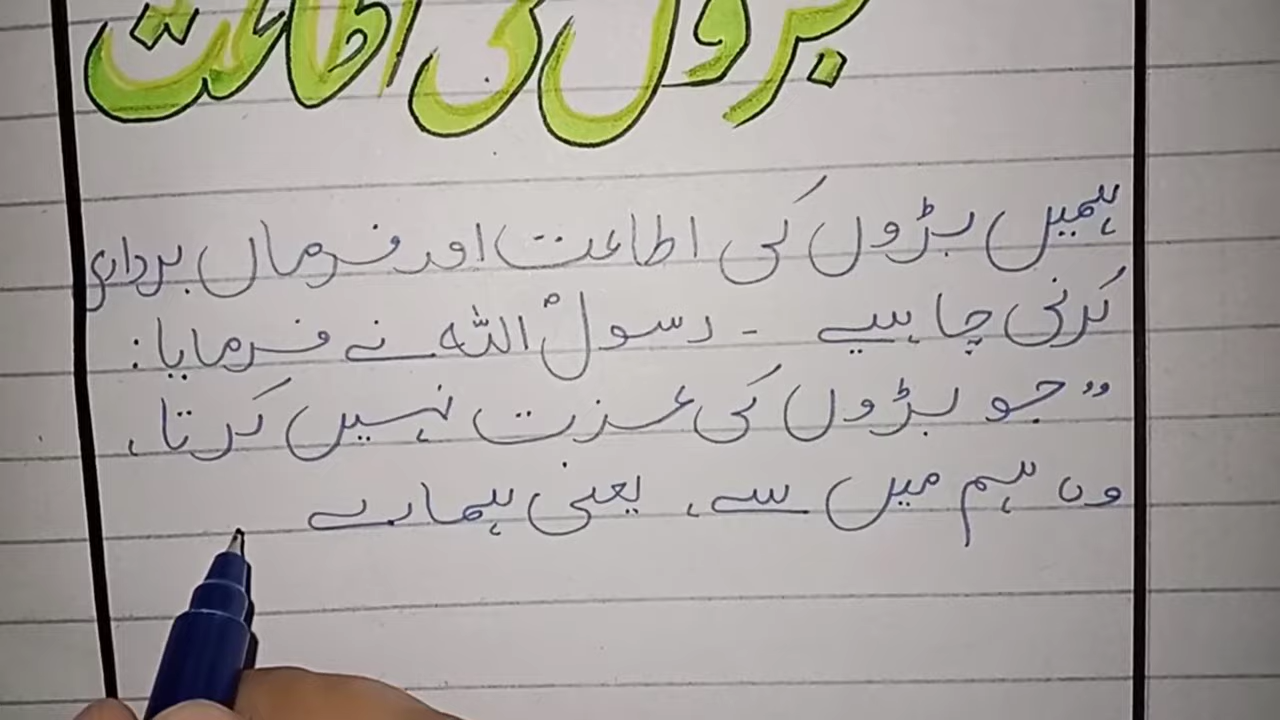 بڑوں کی اطاعت
ہمیں بڑوں کی اطاعت اور فرماں برداری
کرنی چاہیے ۔ رسولؐ اللہ نے فرمایا:
”جو بڑوں کی عزت نہیں کرتا،
وہ ہم میں سے، یعنی ہمارے